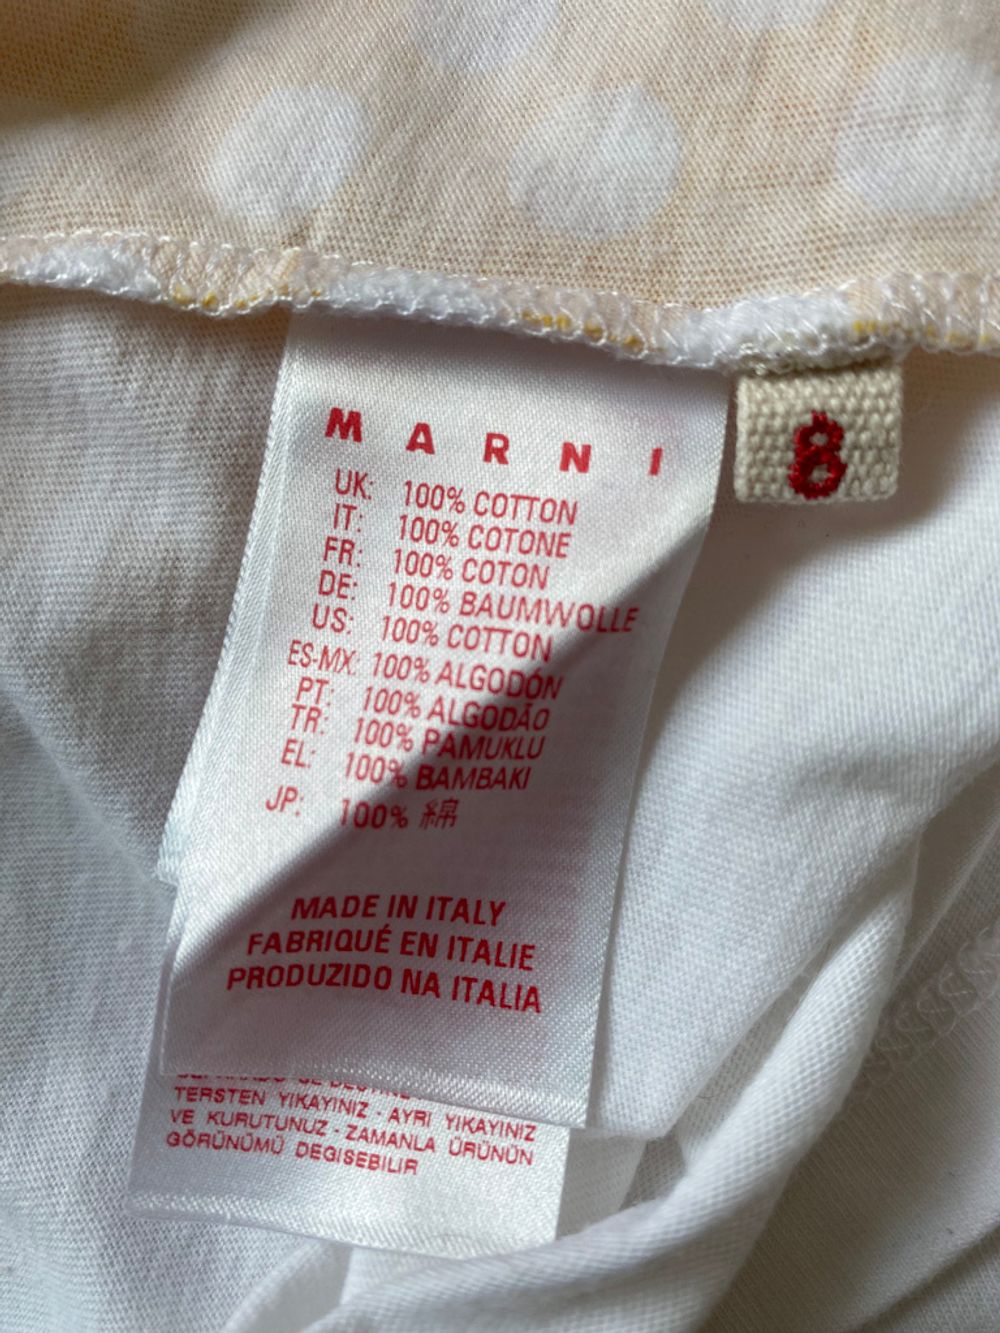 MARNI
8
UK: 100% COTTON
IT: 100% COTONE
FR: 100% COTON
DE: 100% BAUMWOLLE
US: 100% COTTON
ES-MX: 100% ALGODÓN
PT: 100% ALGODÃO
TR: 100% PAMUKLU
EL: 100% BAMBAKI
JP: 100% 綿
MADE IN ITALY
FABRIQUÉ EN ITALIE
PRODUZIDO NA ITALIA
TERSTEN YIKAYINIZ - AYRI YIKAYINIZ
VE KURUTUNUZ - ZAMANLA ÜRÜNÜN
GÖRÜNÜMÜ DEGISEBILIR